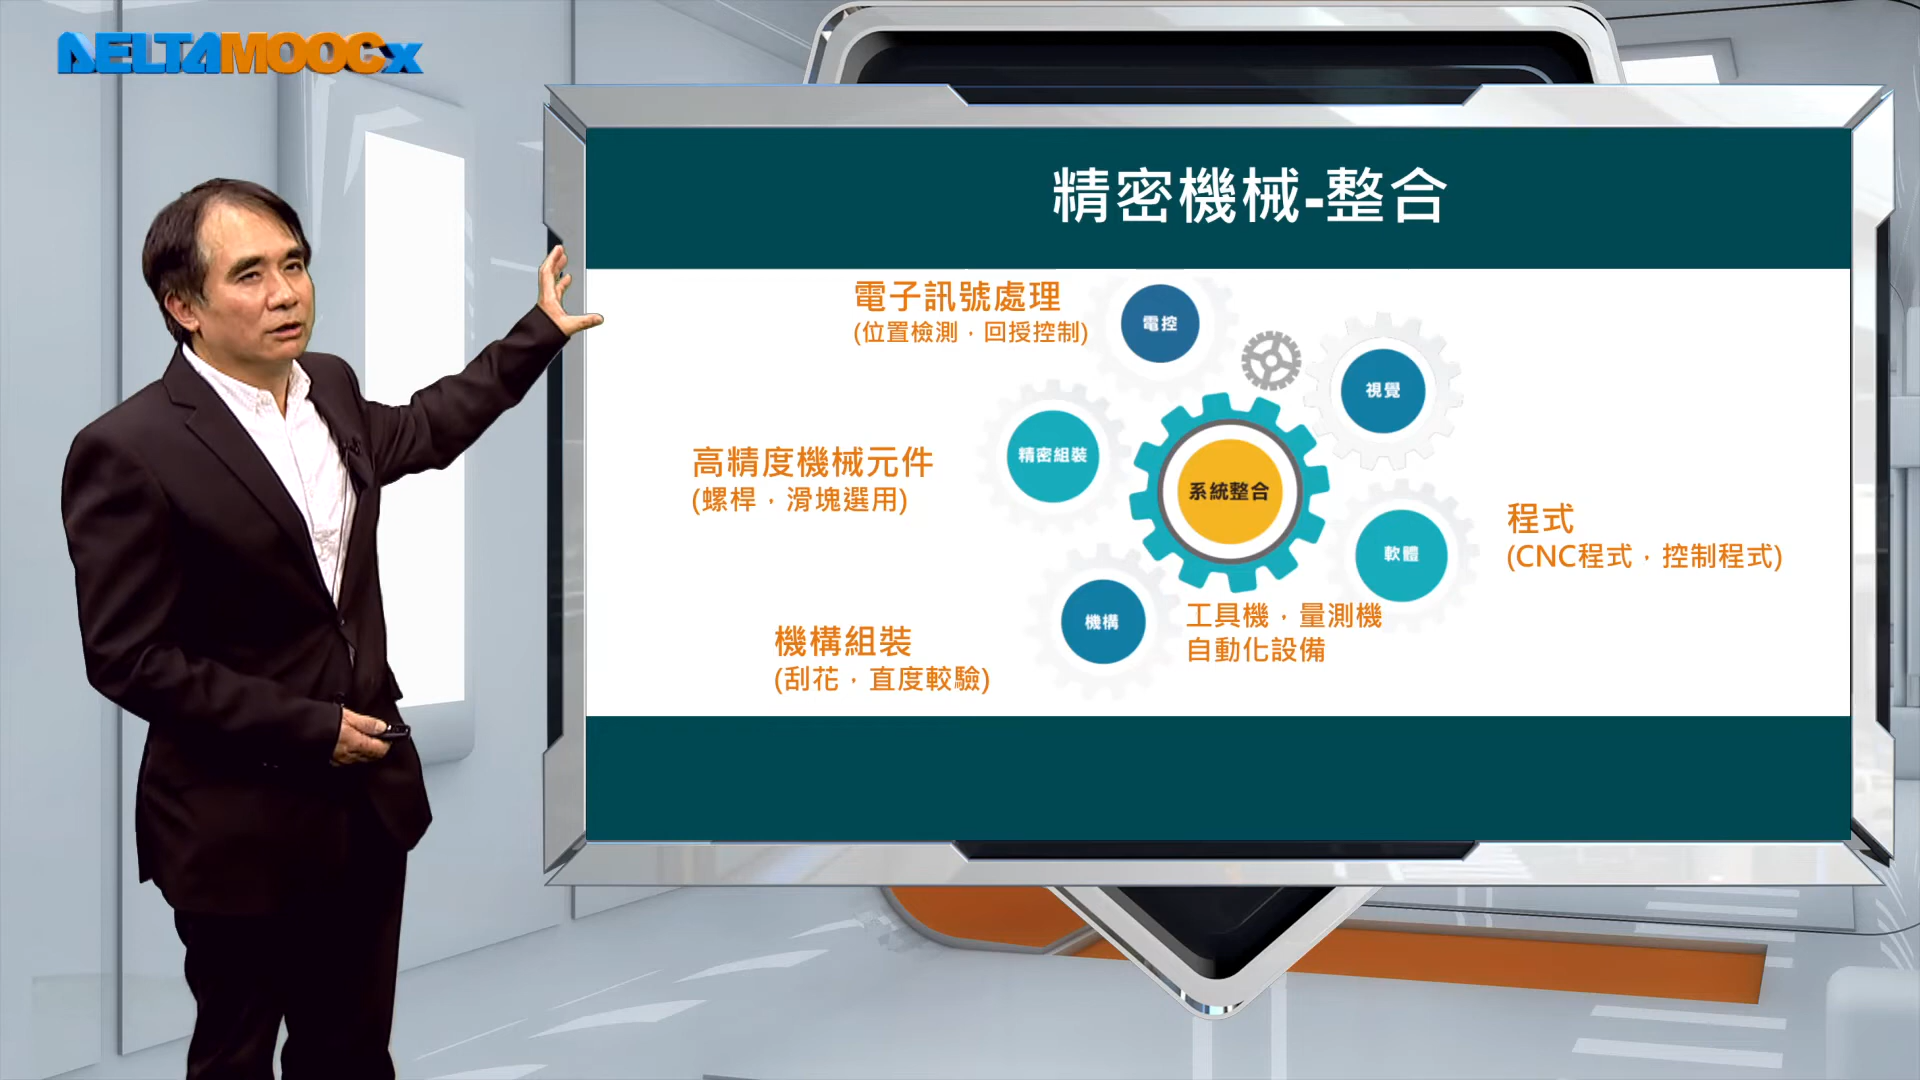 DELTAMOOCx
精密機械-整合
電子訊號處理
(位置檢測，回授控制)
電控
視覺
高精度機械元件
(螺桿，滑塊選用)
精密組裝
系統整合
程式
(CNC程式，控制程式)
軟體
機構組裝
(刮花，直度較驗)
機構
工具機，量測機
自動化設備